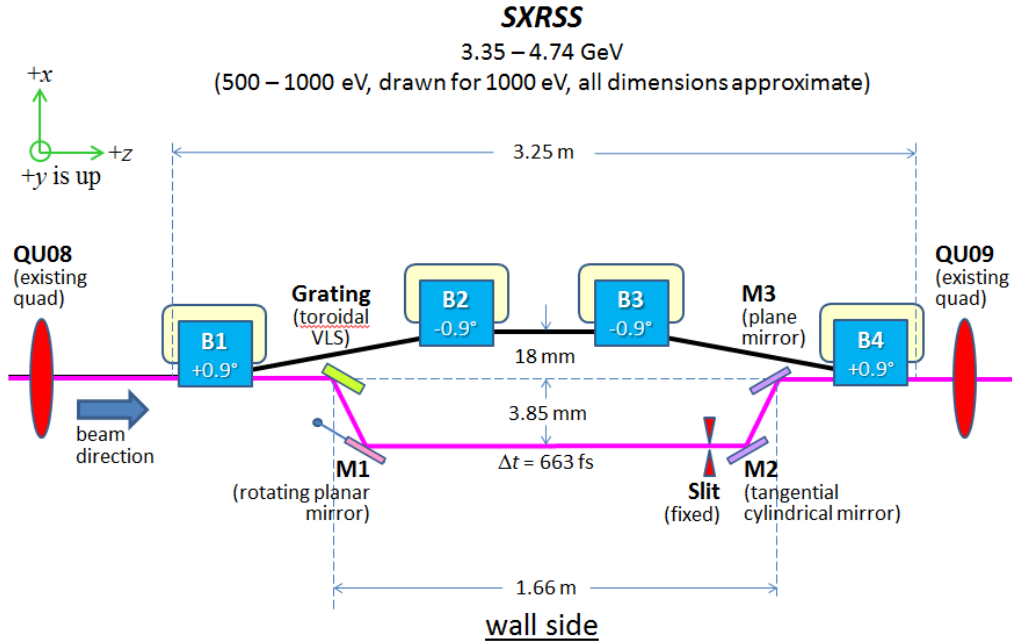 SXRSS
3.35 – 4.74 GeV
(500 – 1000 eV, drawn for 1000 eV, all dimensions approximate)
+x
+z
+y is up
3.25 m
QU08
(existing
quad)
Grating
(toroidal
VLS)
B1
+0.9°
B2
-0.9°
B3
-0.9°
M3
(plane
mirror)
B4
+0.9°
QU09
(existing
quad)
18 mm
3.85 mm
beam
direction
M1
(rotating planar
mirror)
Δt = 663 fs
Slit
(fixed)
M2
(tangential
cylindrical mirror)
1.66 m
wall side